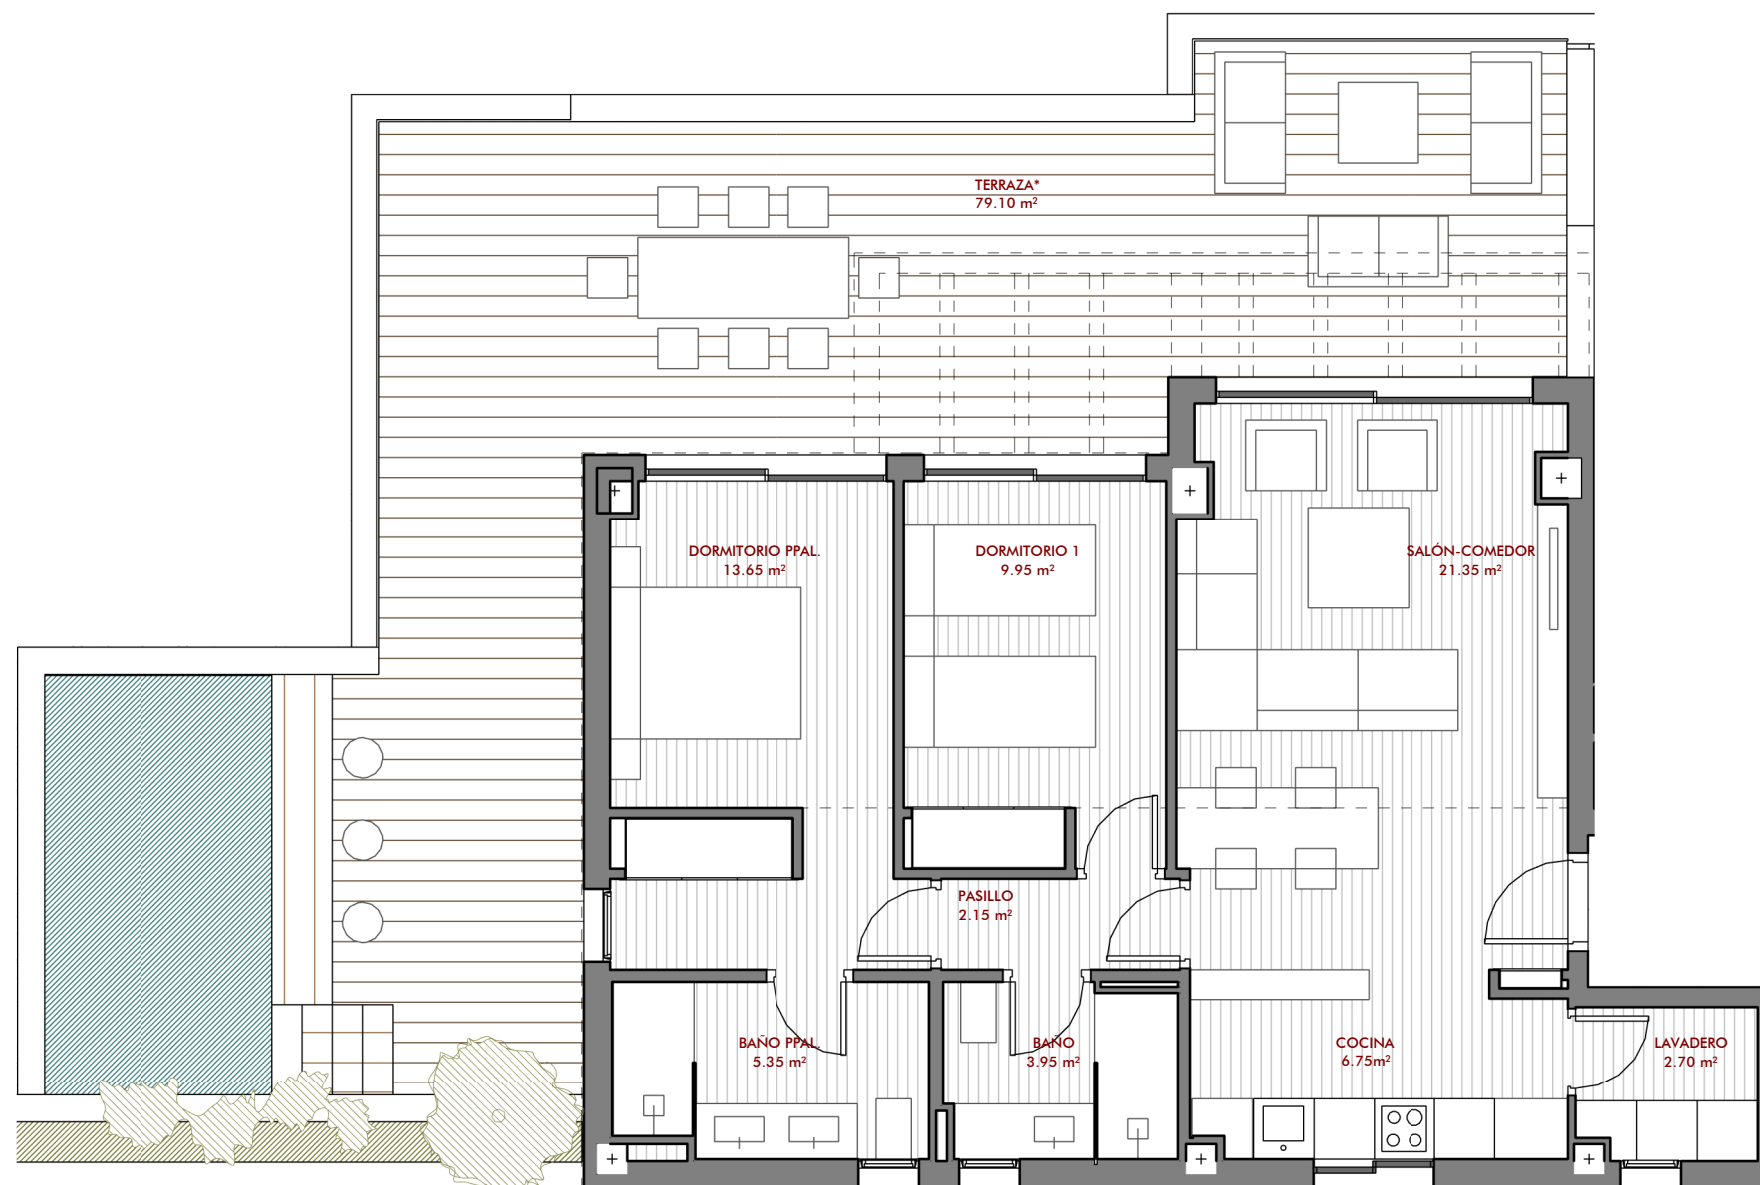 TERRAZA*
79.10 m²
DORMITORIO PPAL.
13.65 m²
DORMITORIO 1
9.95 m²
SALÓN-COMEDOR
21.35 m²
PASILLO
2.15 m²
BAÑO PPAL.
5.35 m²
BAÑO
3.95 m²
COCINA
6.75m²
LAVADERO
2.70 m²